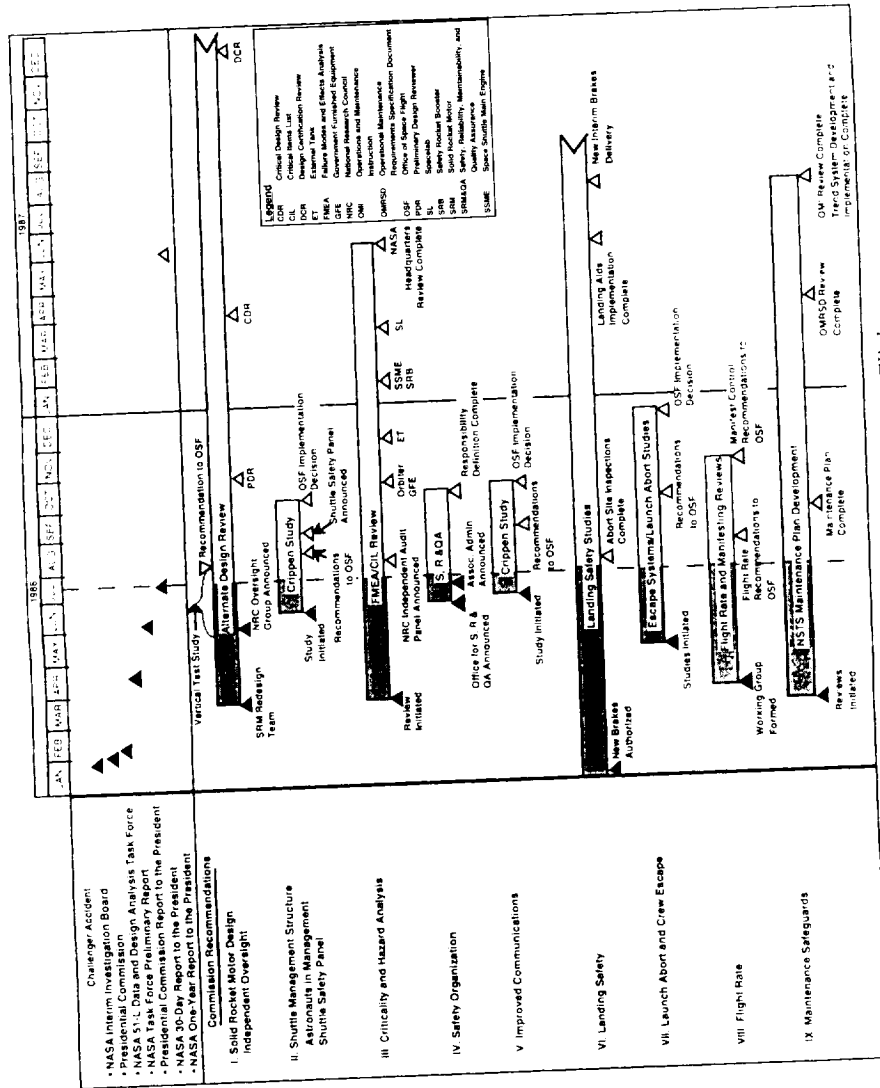 1986
1987
JAN FEB MAR APR MAY JUN JUL AUG SEP OCT NOV DEC JAN FEB MAR APR MAY JUN JUL AUG SEP OCT NOV DEC
Challenger Accident
• NASA Interim Investigation Board
• Presidential Commission
• NASA 51-L Data and Design Analysis Task Force
• NASA Task Force Preliminary Report
• Presidential Commission Report to the President
• NASA 30-Day Report to the President
• NASA One-Year Report to the President
Commission Recommendations
I. Solid Rocket Motor Design
Independent Oversight
Vertical Test Study
Recommendation to OSF
Alternate Design Review
SRM Redesign
Team
NRC Oversight
Group Announced
PDR
CDR
DCR
II. Shuttle Management Structure
Astronauts in Management
Shuttle Safety Panel
Crippen Study
Study
Initiated
Recommendations
to OSF
OSF Implementation
Decision
Shuttle Safety Panel
Announced
III. Criticality and Hazard Analysis
FMEA/CIL Review
Review
Initiated
NRC Independent Audit
Panel Announced
Orbiter
GFE
ET
SSME
SRB
SL
NASA
Headquarters
Review Complete
IV. Safety Organization
S, R &QA
Office for S, R &
QA Announced
Assoc Admin
Announced
Responsibility
Definition Complete
V. Improved Communications
Crippen Study
Study Initiated
Recommendations
to OSF
OSF Implementation
Decision
VI. Landing Safety
Landing Safety Studies
New Brakes
Authorized
Abort Site Inspections
Complete
Landing Aids
Implementation
Complete
New Interim Brakes
Delivery
VII. Launch Abort and Crew Escape
Escape Systems/Launch Abort Studies
Studies Initiated
Recommendations
to OSF
OSF Implementation
Decision
VIII. Flight Rate
Flight Rate and Manifesting Reviews
Working Group
Formed
Flight Rate
Recommendations to
OSF
Manifest Control
Recommendations to
OSF
IX. Maintenance Safeguards
NSTS Maintenance Plan Development
Reviews
Initiated
Maintenance Plan
Complete
OMRSD Review
Complete
OMI Review Complete
Trend System Development and
Implementation Complete
Legend
CDR Critical Design Review
CIL Critical Items List
DCR Design Certification Review
ET External Tank
FMEA Failure Modes and Effects Analysis
GFE Government Furnished Equipment
NRC National Research Council
OMI Operations and Maintenance
Instruction
OMRSD Operational Maintenance
Requirements Specification Document
OSF Office of Space Flight
PDR Preliminary Design Reviewer
SL Spacelab
SRB Safety Rocket Booster
SRM Solid Rocket Motor
SRM&QA Safety, Reliability, Maintainability, and
Quality Assurance
SSME Space Shuttle Main Engine